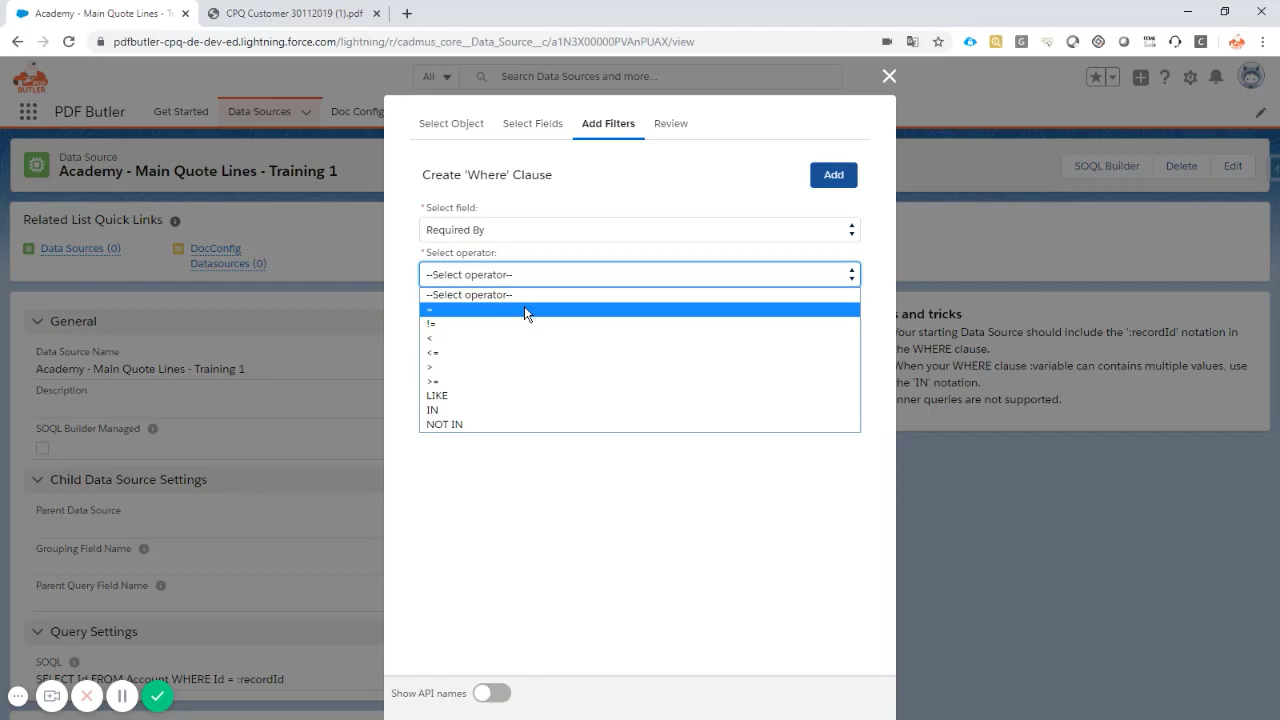 Academy - Main Quote Lines - T
CPQ Customer 30112019 (1).pdf
pdfbutler-cpq-de-dev-ed.lightning.force.com/lightning/r/cadmus_core__Data_Source__c/a1N3X00000PVAnPUAX/view
BUTLER
All
Search Data Sources and more...
PDF Butler
Get Started
Data Sources
Doc Config
Data Source
Academy - Main Quote Lines - Training 1
SOQL Builder
Delete
Edit
Related List Quick Links
Data Sources (0)
DocConfig
Datasources (0)
General
Data Source Name
Academy - Main Quote Lines - Training 1
Description
SOQL Builder Managed
Child Data Source Settings
Parent Data Source
Grouping Field Name
Parent Query Field Name
Query Settings
SOQL
SELECT Id FROM Account WHERE Id = :recordId
Select Object
Select Fields
Add Filters
Review
Create 'Where' Clause
Add
*Select field:
Required By
*Select operator:
--Select operator--
--Select operator--
=
!=
<
<=
>
>=
LIKE
IN
NOT IN
Show API names
s and tricks
Your starting Data Source should include the ':recordId' notation in
he WHERE clause.
When your WHERE clause :variable can contains multiple values, use
he 'IN' notation.
nner queries are not supported.